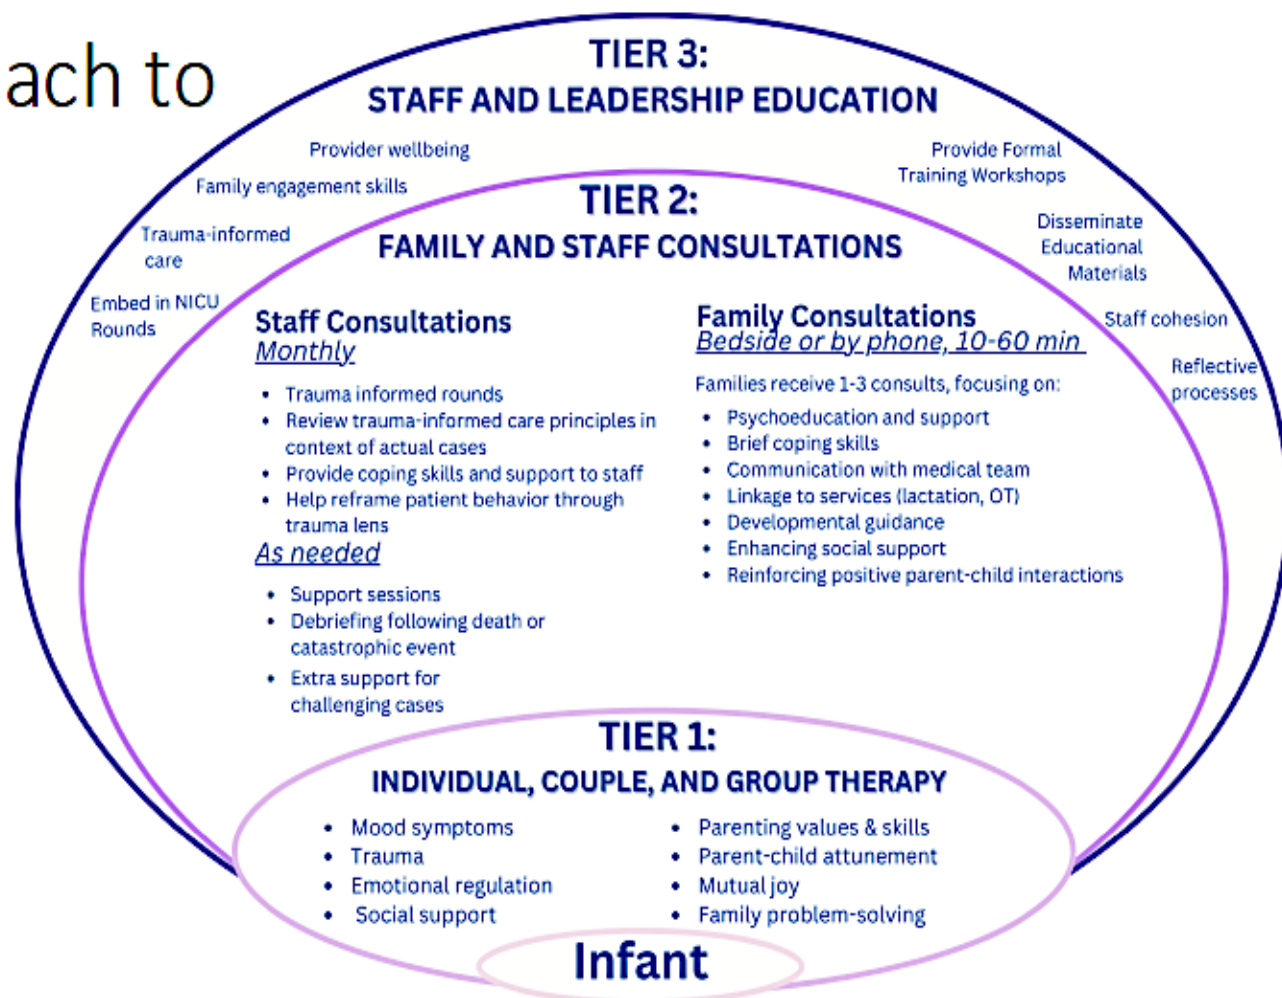 ach to
TIER 3:
STAFF AND LEADERSHIP EDUCATION
Provider wellbeing
Family engagement skills
Trauma-informed
care
Embed in NICU
Rounds
Provide Formal
Training Workshops
Disseminate
Educational
Materials
Staff cohesion
Reflective
processes
TIER 2:
FAMILY AND STAFF CONSULTATIONS
Staff Consultations
Monthly
• Trauma informed rounds
• Review trauma-informed care principles in
context of actual cases
• Provide coping skills and support to staff
• Help reframe patient behavior through
trauma lens
As needed
• Support sessions
• Debriefing following death or
catastrophic event
• Extra support for
challenging cases
Family Consultations
Bedside or by phone, 10-60 min
Families receive 1-3 consults, focusing on:
• Psychoeducation and support
• Brief coping skills
• Communication with medical team
• Linkage to services (lactation, OT)
• Developmental guidance
• Enhancing social support
• Reinforcing positive parent-child interactions
TIER 1:
INDIVIDUAL, COUPLE, AND GROUP THERAPY
• Mood symptoms
• Trauma
• Emotional regulation
• Social support
• Parenting values & skills
• Parent-child attunement
• Mutual joy
• Family problem-solving
Infant